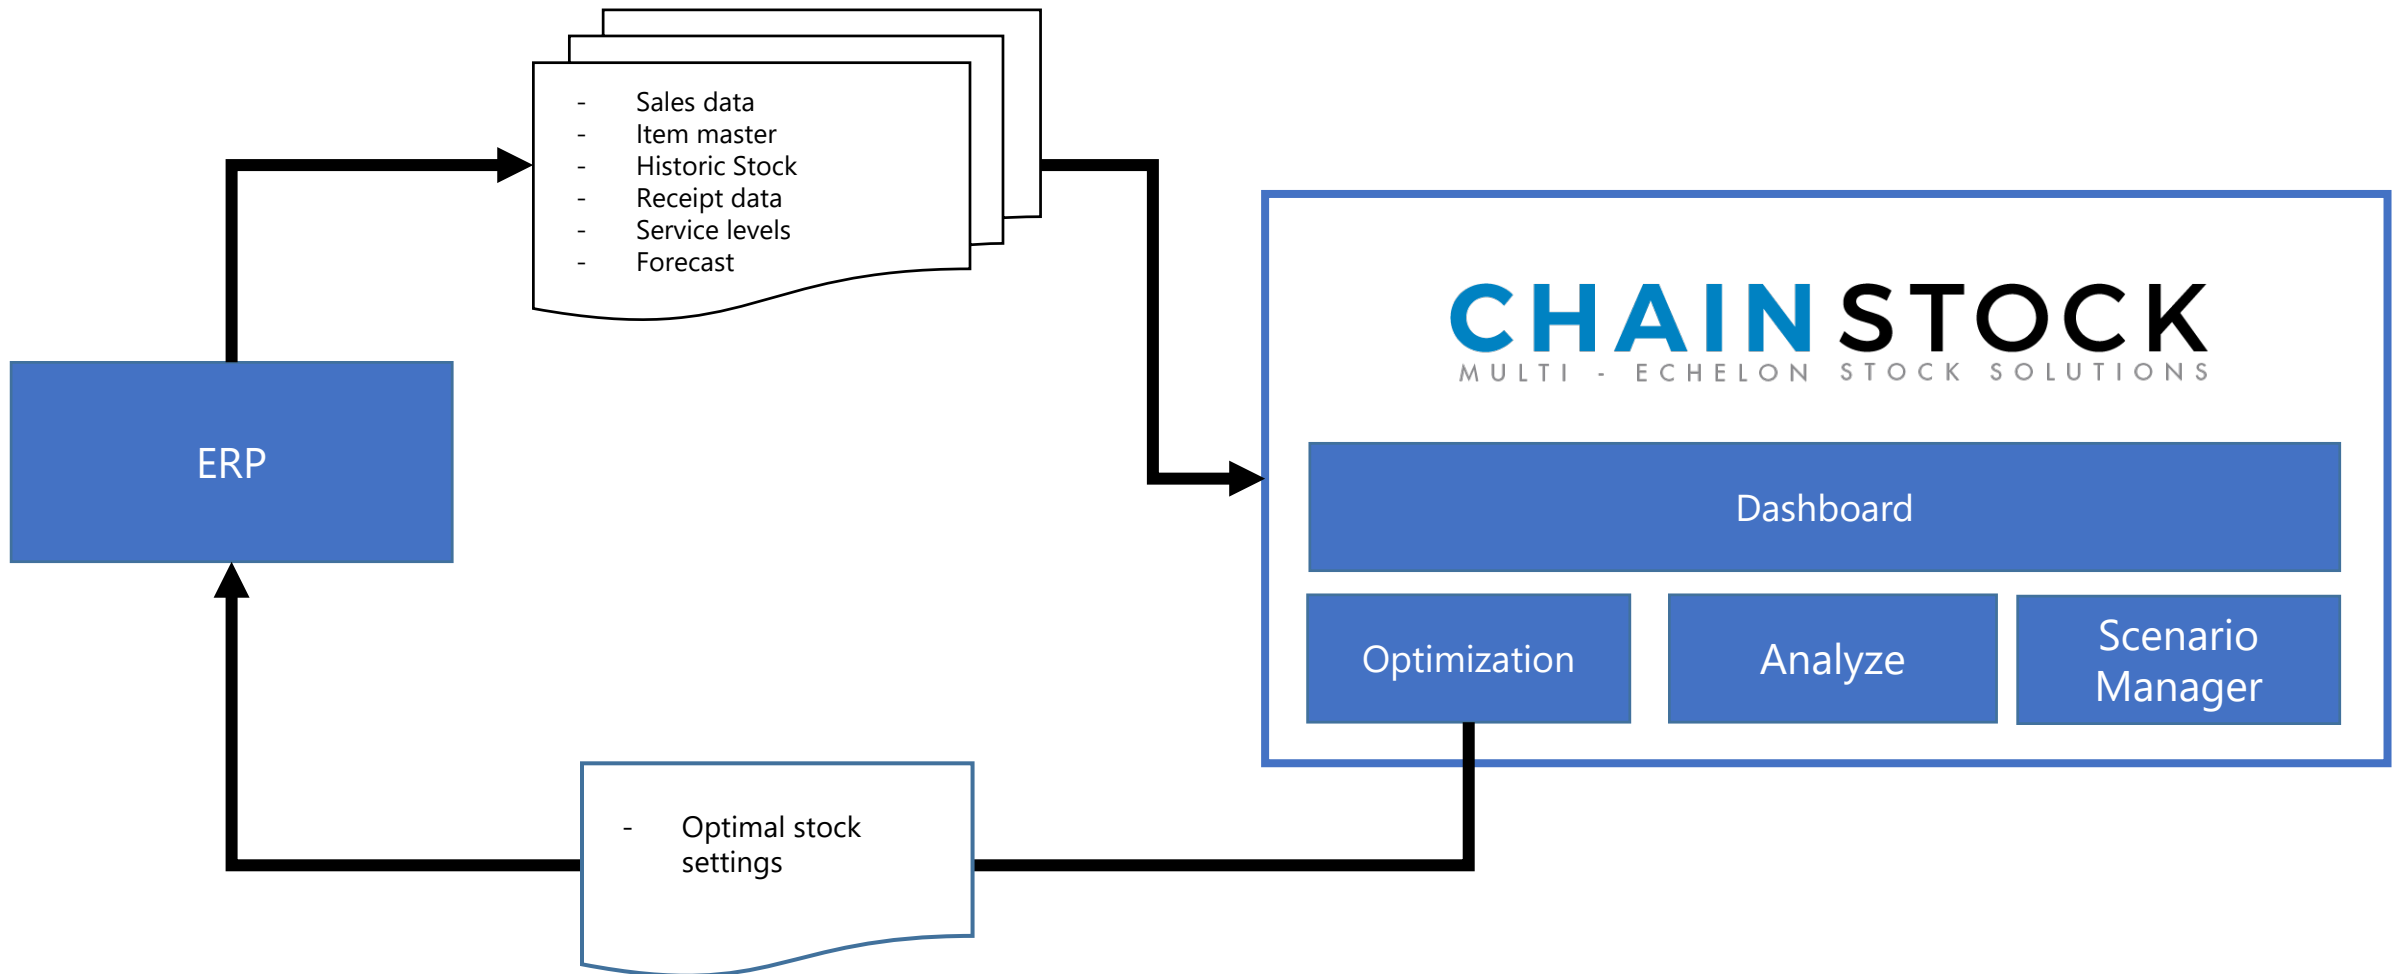 - Sales data
- Item master
- Historic Stock
- Receipt data
- Service levels
- Forecast
ERP
CHAINSTOCK
MULTI - ECHELON STOCK SOLUTIONS
Dashboard
Optimization
Analyze
Scenario
Manager
- Optimal stock
settings